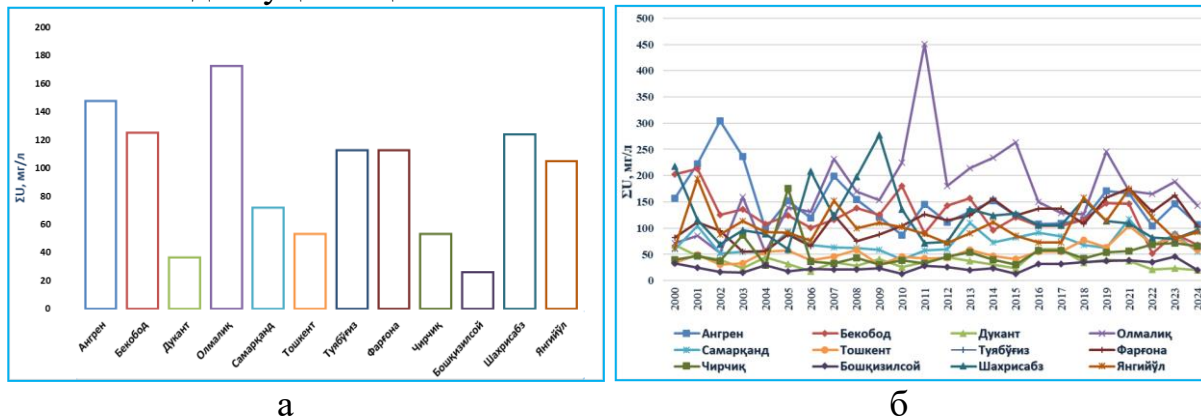 200
180
160
140
120
100
80
60
40
20
0
ΣU, мг/л
Ангрен
Бекобод
Дукант
Олмалиқ
Самарқанд
Тошкент
Туябўғиз
Фарғона
Чирчиқ
Бошқизилсой
Шахрисабз
Янгийўл
а
500
450
400
350
300
250
200
150
100
50
0
ΣU, мг/л
2000
2001
2002
2003
2004
2005
2006
2007
2008
2009
2010
2011
2012
2013
2014
2015
2016
2017
2018
2019
2020
2021
2022
2023
2024
Ангрен Бекобод Дукант Олмалиқ
Самарқанд Тошкент Туябўғиз Фарғона
Чирчиқ Бошқизилсой Шахрисабз Янгийўл
б